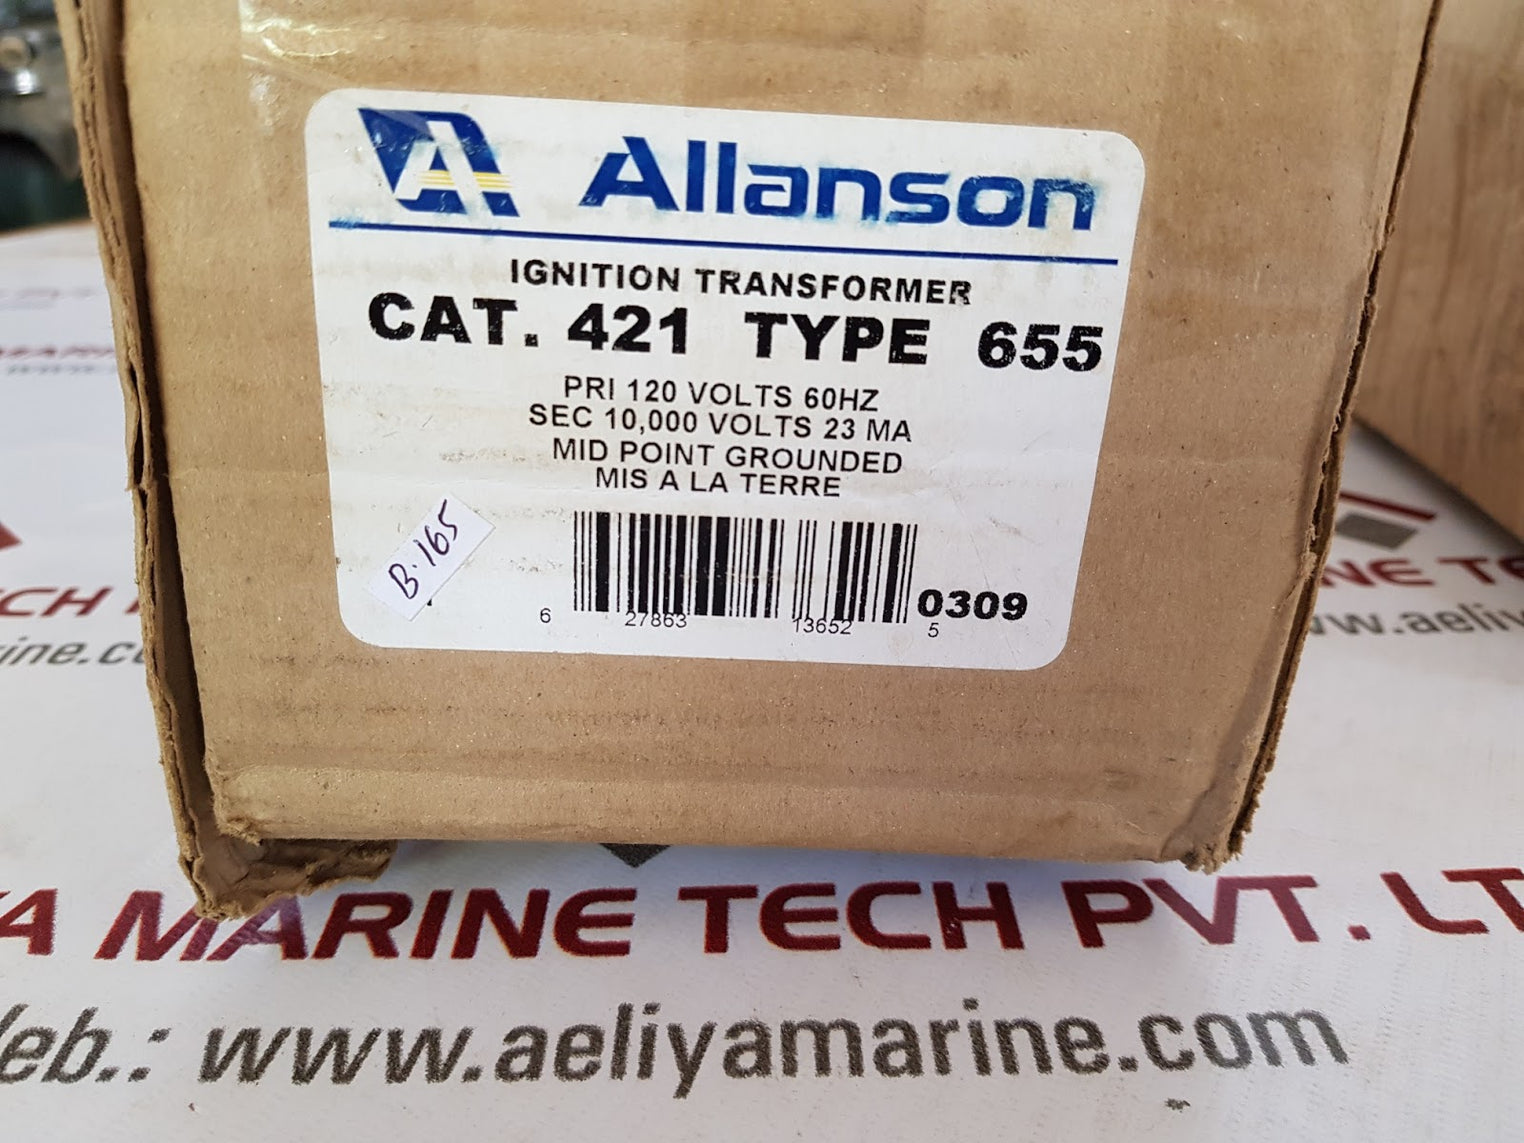 Allanson
IGNITION TRANSFORMER
CAT. 421 TYPE 655
PRI 120 VOLTS 60HZ
SEC 10,000 VOLTS 23 MA
MID POINT GROUNDED
MIS A LA TERRE
B.165
6 27863 13652 5 0309
MARINE TECH PVT.
www.aeliyamarine.com